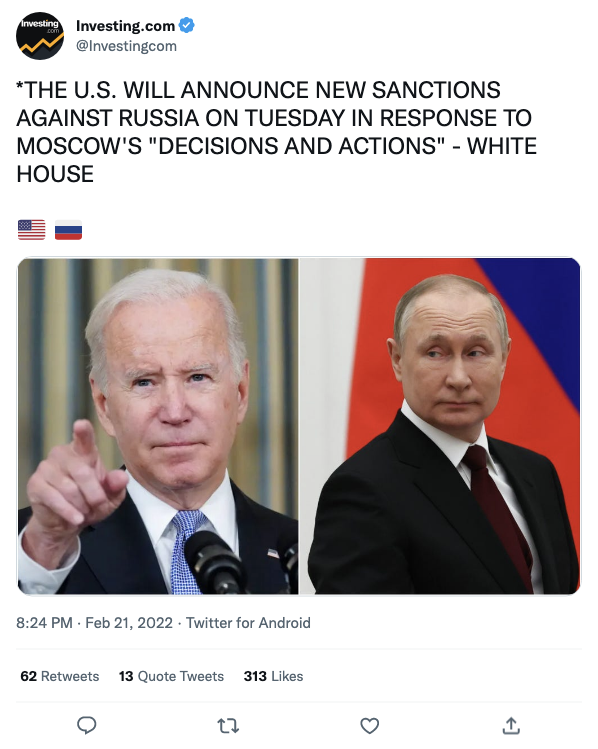 Investing.com
@Investingcom
Investing
.com
*THE U.S. WILL ANNOUNCE NEW SANCTIONS
AGAINST RUSSIA ON TUESDAY IN RESPONSE TO
MOSCOW'S "DECISIONS AND ACTIONS" - WHITE
HOUSE
8:24 PM · Feb 21, 2022 · Twitter for Android
62 Retweets 13 Quote Tweets 313 Likes